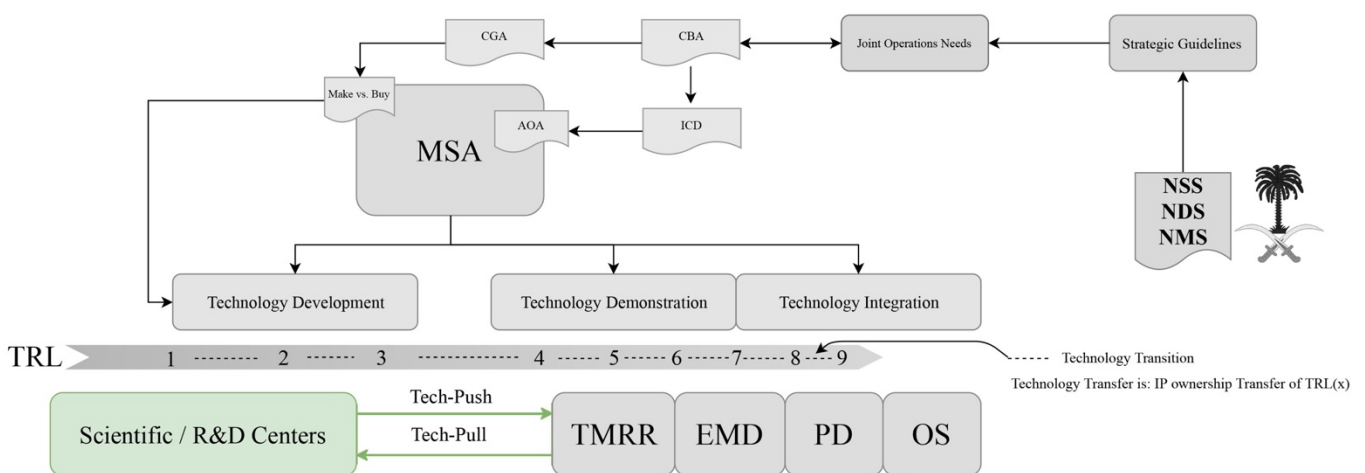 CGA
CBA
Joint Operations Needs
Strategic Guidelines
Make vs. Buy
MSA
AOA
ICD
NSS
NDS
NMS
Technology Development
Technology Demonstration
Technology Integration
TRL
1 2 3 4 5 6 7 8 9
Technology Transition
Technology Transfer is: IP ownership Transfer of TRL(x)
Scientific / R&D Centers
Tech-Push
Tech-Pull
TMRR
EMD
PD
OS